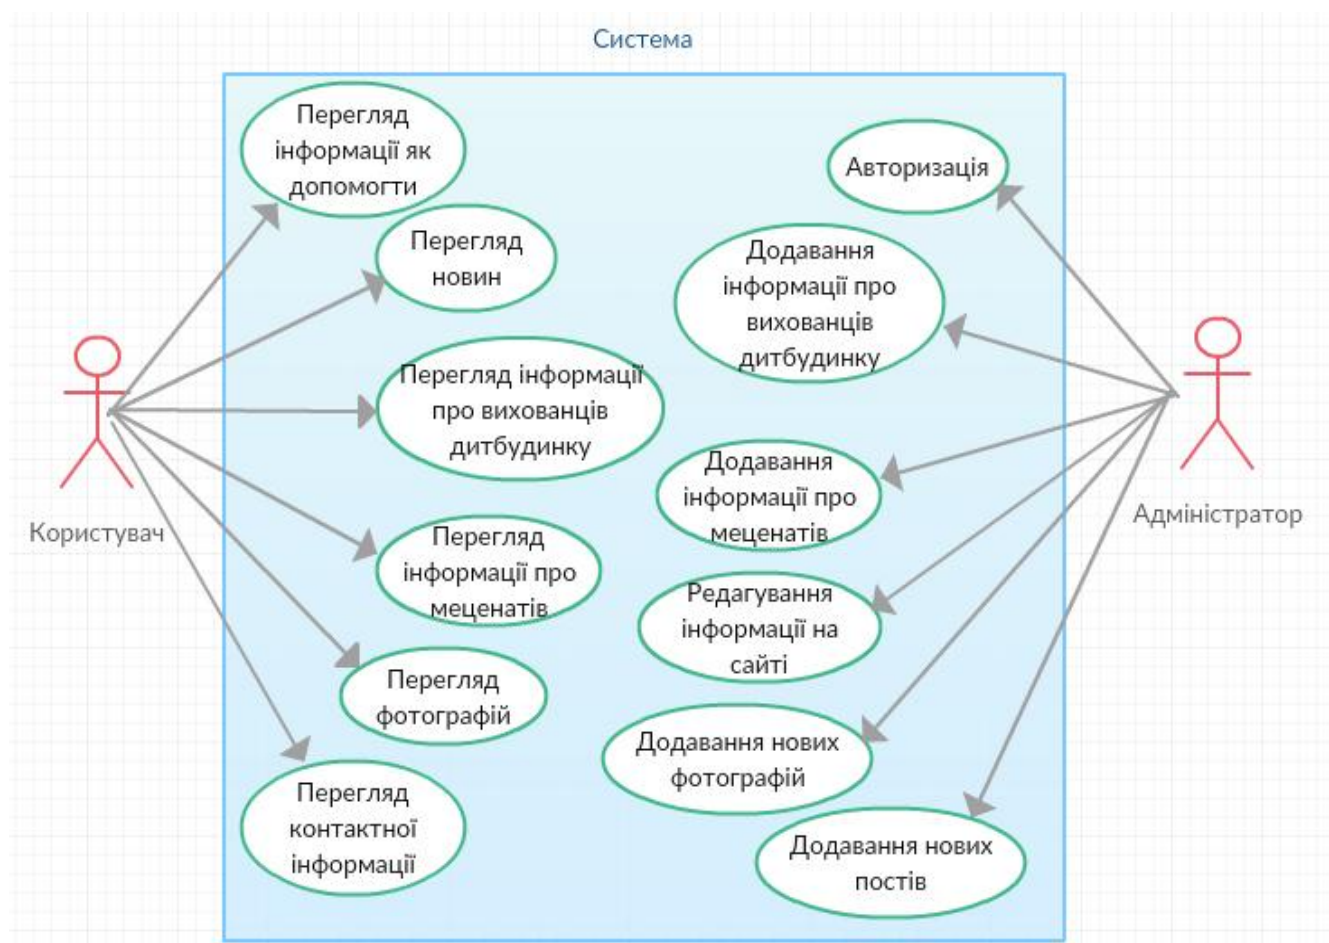 Система
Перегляд
інформації як
допомогти
Перегляд
новин
Перегляд інформації
про вихованців
дитбудинку
Перегляд
інформації про
меценатів
Перегляд
фотографій
Перегляд
контактної
інформації
Користувач
Авторизація
Додавання
інформації про
вихованців
дитбудинку
Додавання
інформації про
меценатів
Редагування
інформації на
сайті
Додавання нових
фотографій
Додавання нових
постів
Адміністратор